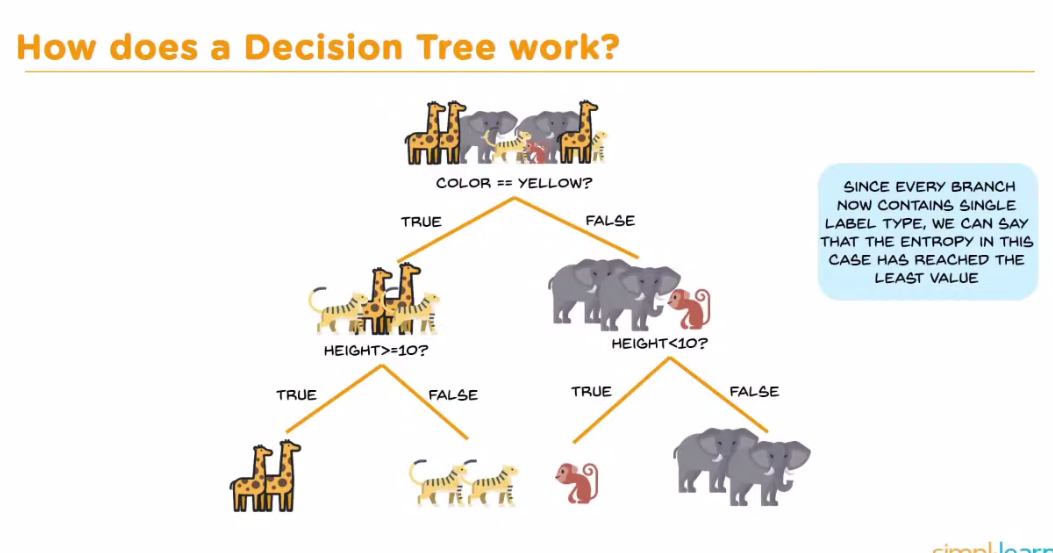 How does a Decision Tree work?
COLOR == YELLOW?
TRUE
FALSE
SINCE EVERY BRANCH
NOW CONTAINS SINGLE
LABEL TYPE, WE CAN SAY
THAT THE ENTROPY IN THIS
CASE HAS REACHED THE
LEAST VALUE
HEIGHT>=10?
HEIGHT<10?
TRUE
FALSE
TRUE
FALSE